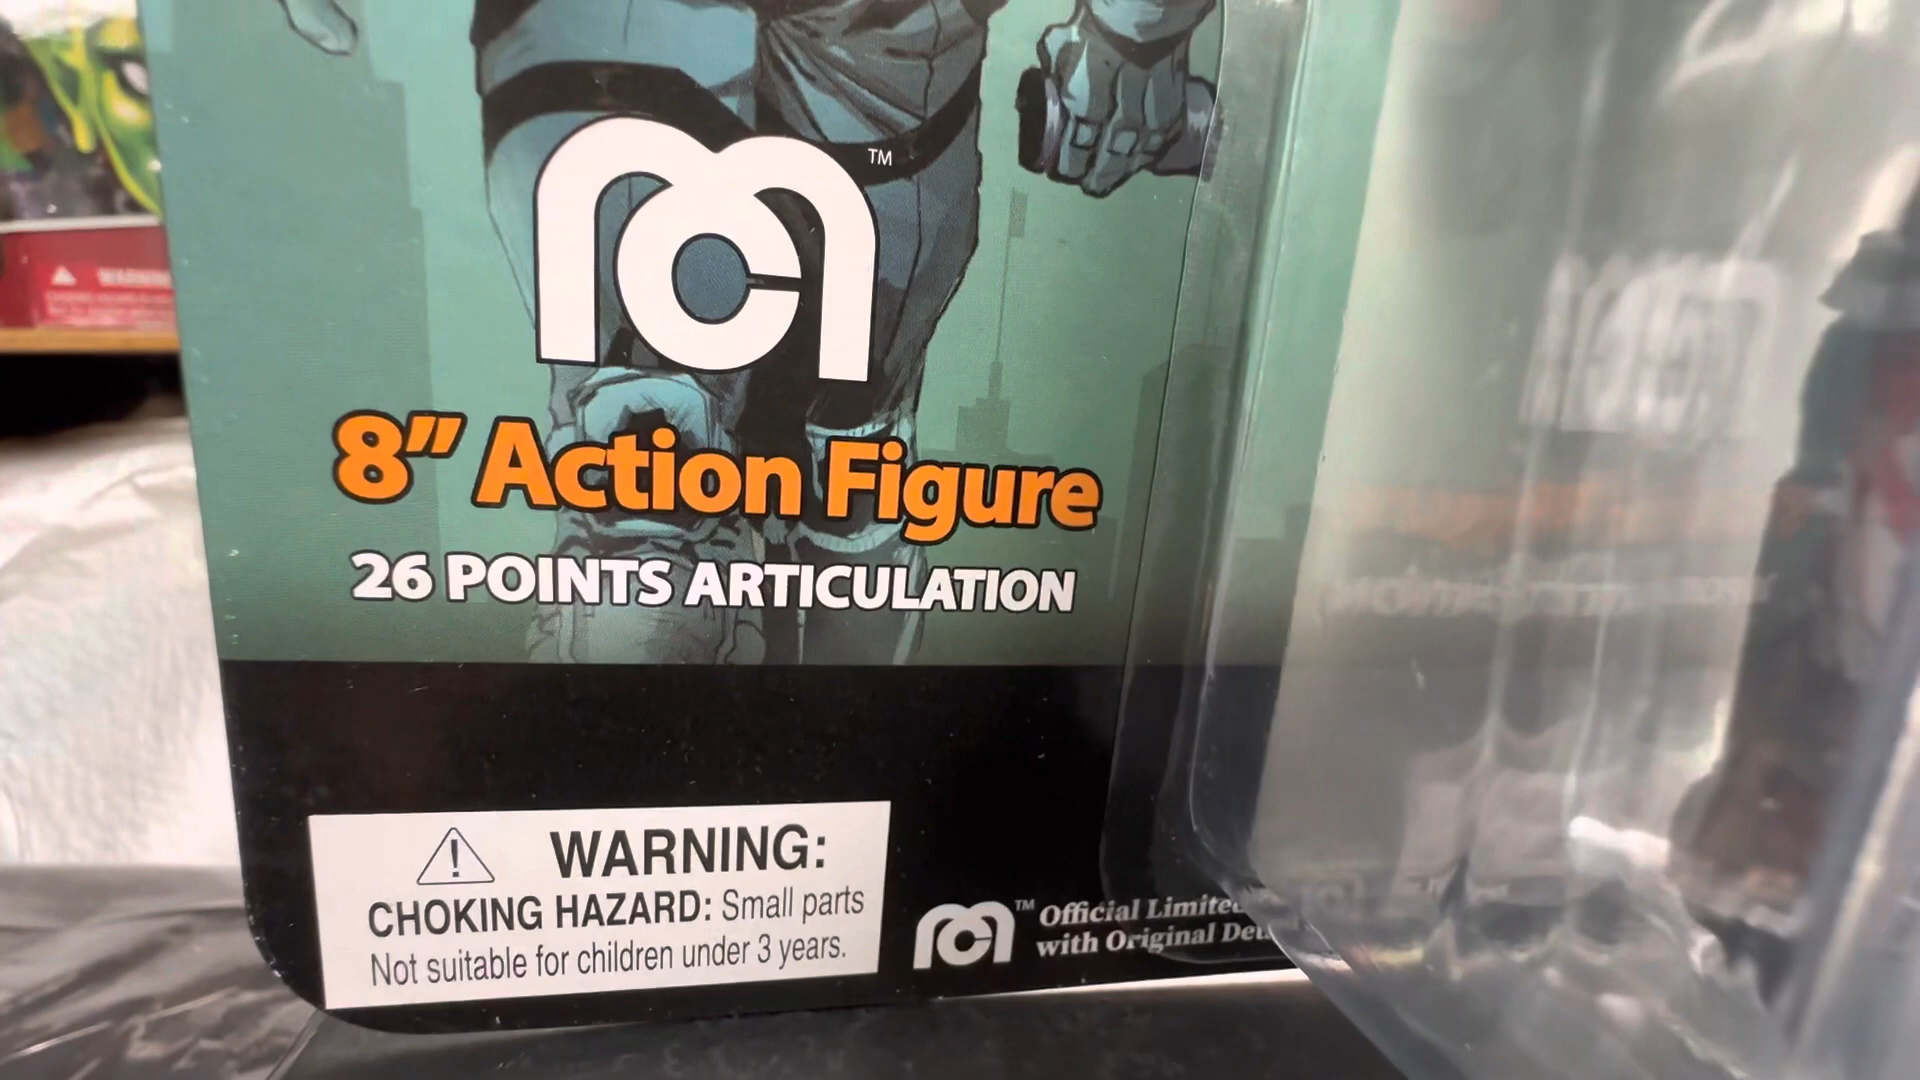 TM
8" Action Figure
26 POINTS ARTICULATION
WARNING:
CHOKING HAZARD: Small parts
Not suitable for children under 3 years.
TM Official
with Original
WARNING